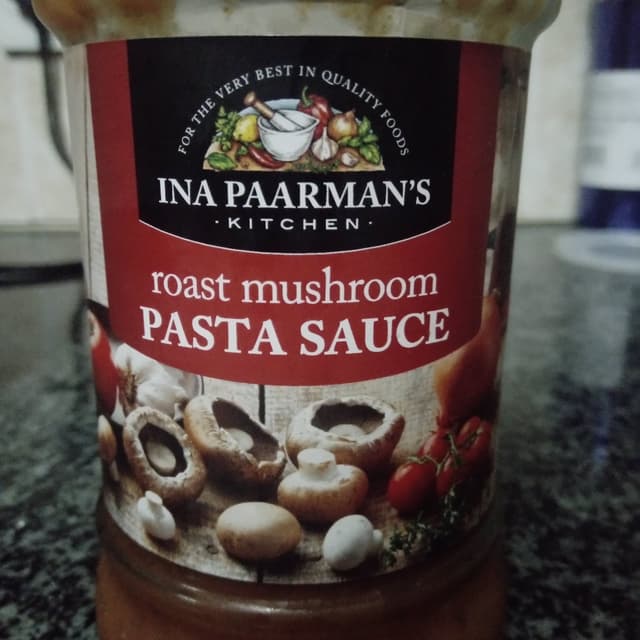 FOR THE VERY BEST IN QUALITY FOODS
INA PAARMAN'S
· KITCHEN ·
roast mushroom
PASTA SAUCE